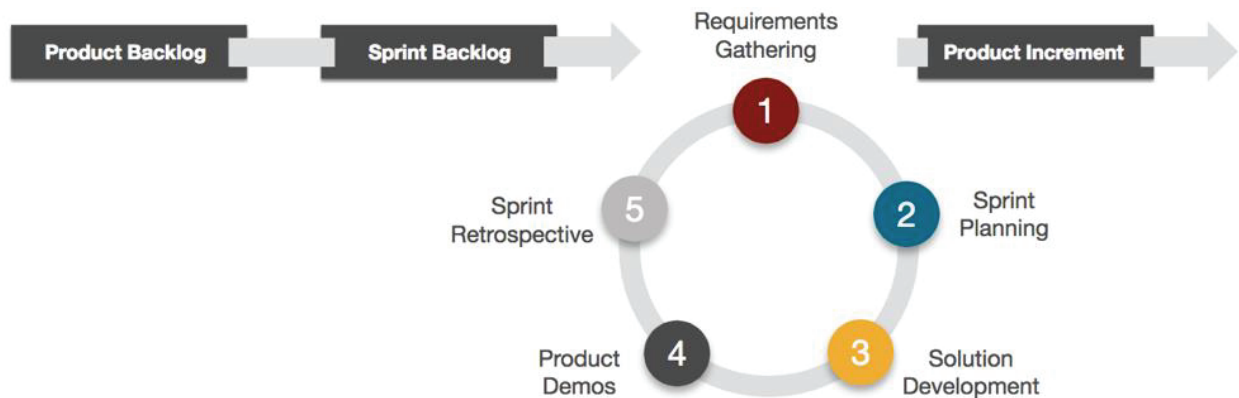 Product Backlog
Sprint Backlog
Requirements
Gathering
Product Increment
1
2
Sprint
Planning
3
Solution
Development
4
Product
Demos
5
Sprint
Retrospective